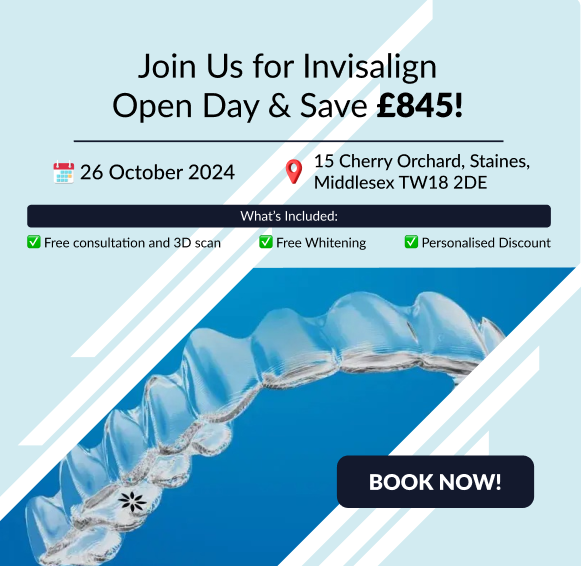 Join Us for Invisalign
Open Day & Save £845!
26 October 2024
15 Cherry Orchard, Staines,
Middlesex TW18 2DE
What's Included:
Free consultation and 3D scan
Free Whitening
Personalised Discount
BOOK NOW!